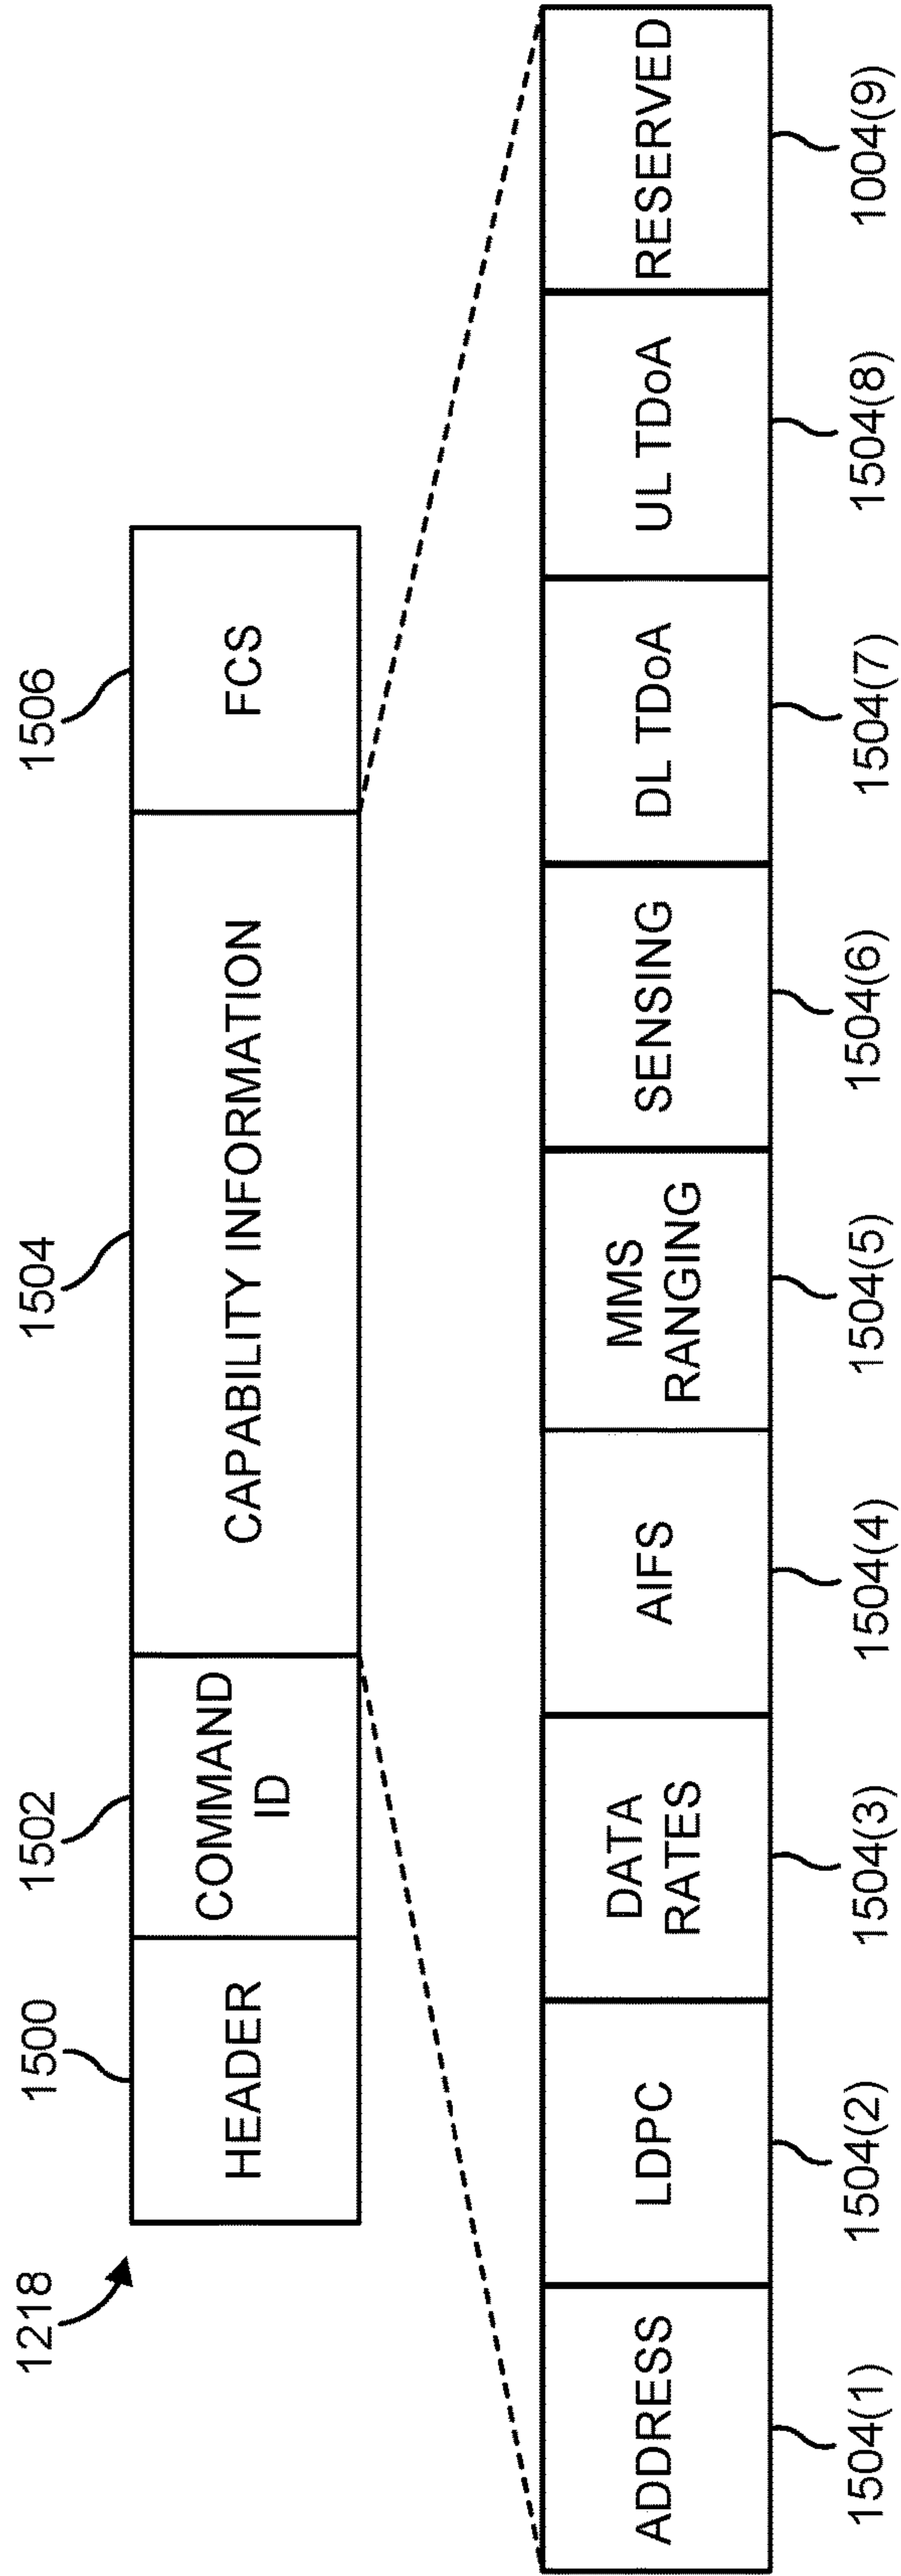 1218
1500
1502
1504
1506
HEADER
COMMAND
ID
CAPABILITY INFORMATION
FCS
ADDRESS
LDPC
DATA
RATES
AIFS
MMS
RANGING
SENSING
DL TDoA
UL TDoA
RESERVED
1504(1)
1504(2)
1504(3)
1504(4)
1504(5)
1504(6)
1504(7)
1504(8)
1004(9)